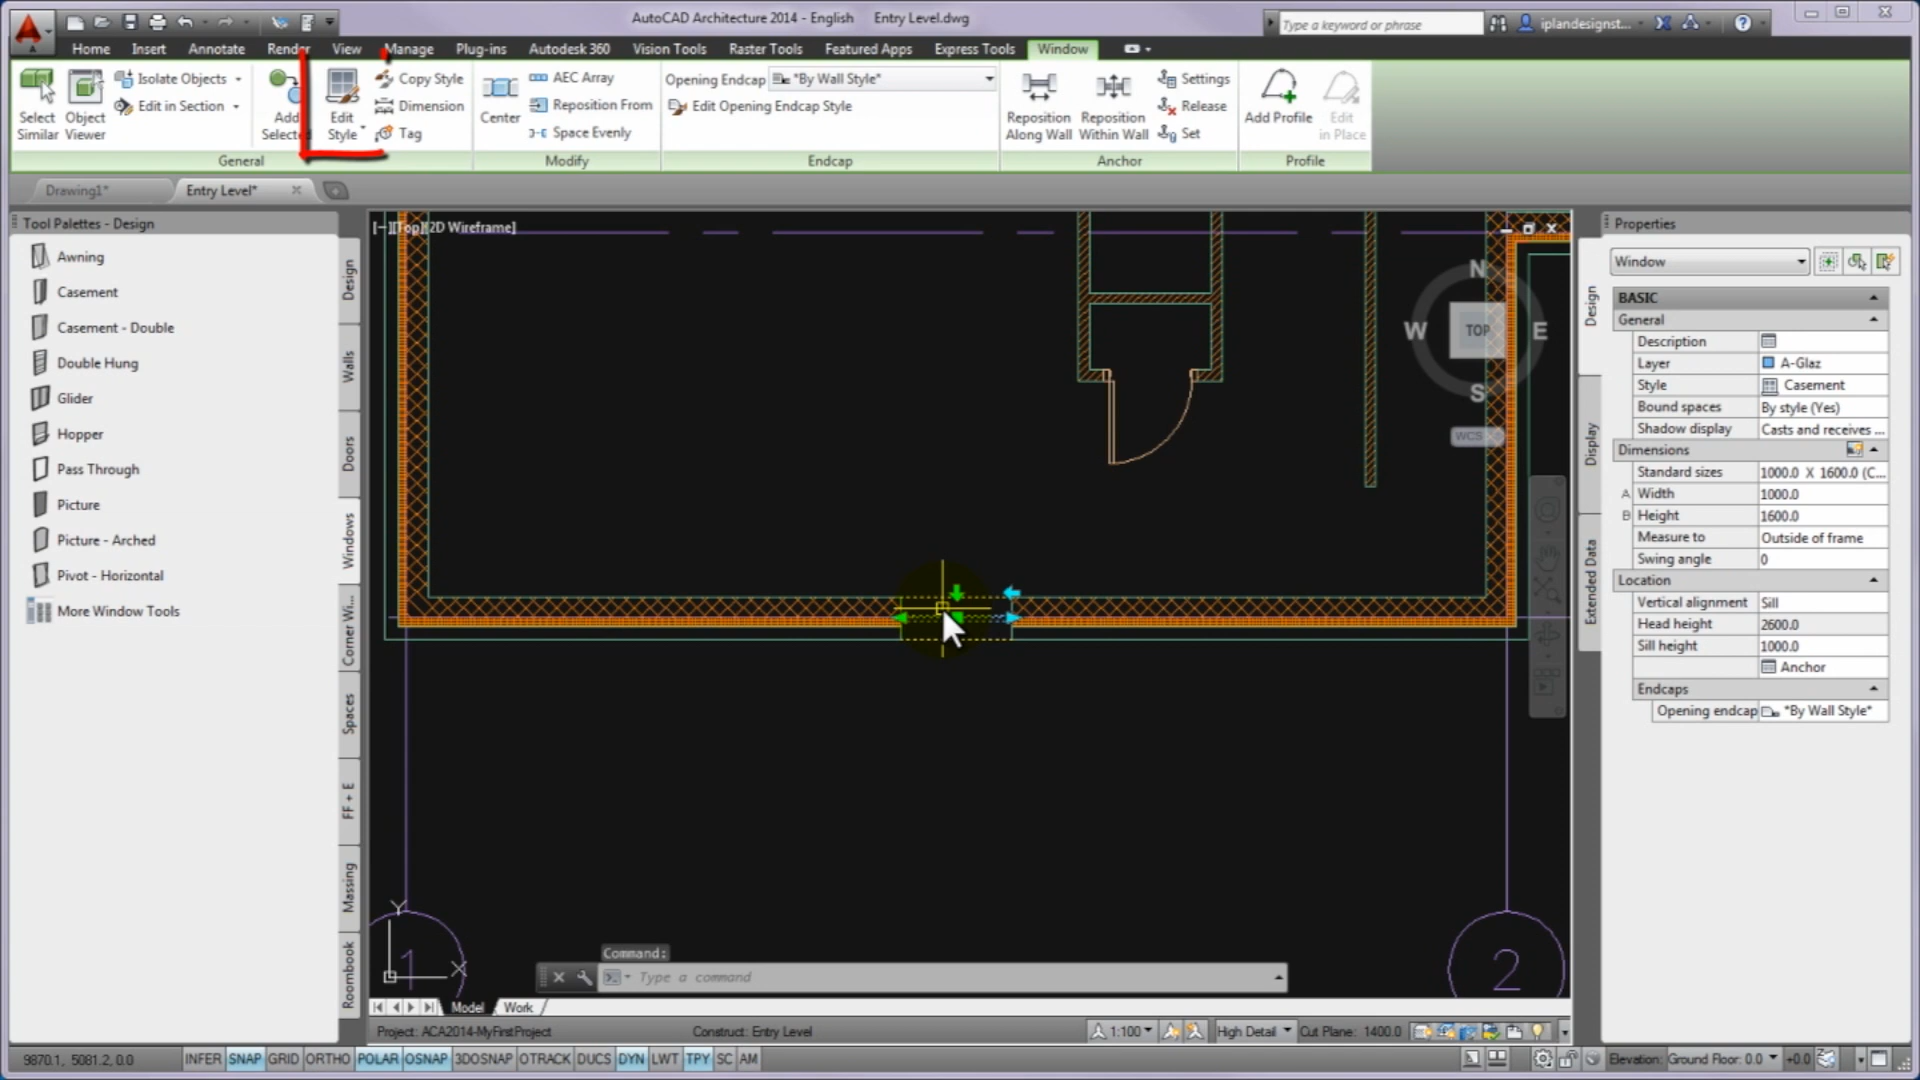 AutoCAD Architecture 2014 - English Entry Level.dwg
Type a keyword or phrase
iplandesignst...
Home Insert Annotate Render View Manage Plug-ins Autodesk 360 Vision Tools Raster Tools Featured Apps Express Tools Window
Select Similar
Object Viewer
Isolate Objects
Edit in Section
Add Selected
Edit Style
Copy Style
Dimension
Tag
General
Center
AEC Array
Reposition From
Space Evenly
Modify
Opening Endcap *By Wall Style*
Edit Opening Endcap Style
Endcap
Reposition Along Wall
Reposition Within Wall
Settings
Release
Set
Anchor
Add Profile
Edit in Place
Profile
Drawing1* Entry Level*
Tool Palettes - Design
Awning
Casement
Casement - Double
Double Hung
Glider
Hopper
Pass Through
Picture
Picture - Arched
Pivot - Horizontal
More Window Tools
Design
Walls
Doors
Windows
Corner Wi...
Spaces
FF + E
Massing
Roombook
[−][Top][2D Wireframe]
N
W TOP E
S
WCS
Y
X
1
2
Command:
Type a command
Model Work
Project: ACA2014-MyFirstProject Construct: Entry Level 1:100 High Detail Cut Plane: 1400.0
9870.1, 5081.2, 0.0 INFER SNAP GRID ORTHO POLAR OSNAP 3DOSNAP OTRACK DUCS DYN LWT TPY SC AM Elevation: Ground Floor: 0.0 +0.0
Properties
Window
Design
Display
Extended Data
BASIC
General
Description
Layer A-Glaz
Style Casement
Bound spaces By style (Yes)
Shadow display Casts and receives ...
Dimensions
Standard sizes 1000.0 X 1600.0 (C...
A Width 1000.0
B Height 1600.0
Measure to Outside of frame
Swing angle 0
Location
Vertical alignment Sill
Head height 2600.0
Sill height 1000.0
Anchor
Endcaps
Opening endcap *By Wall Style*